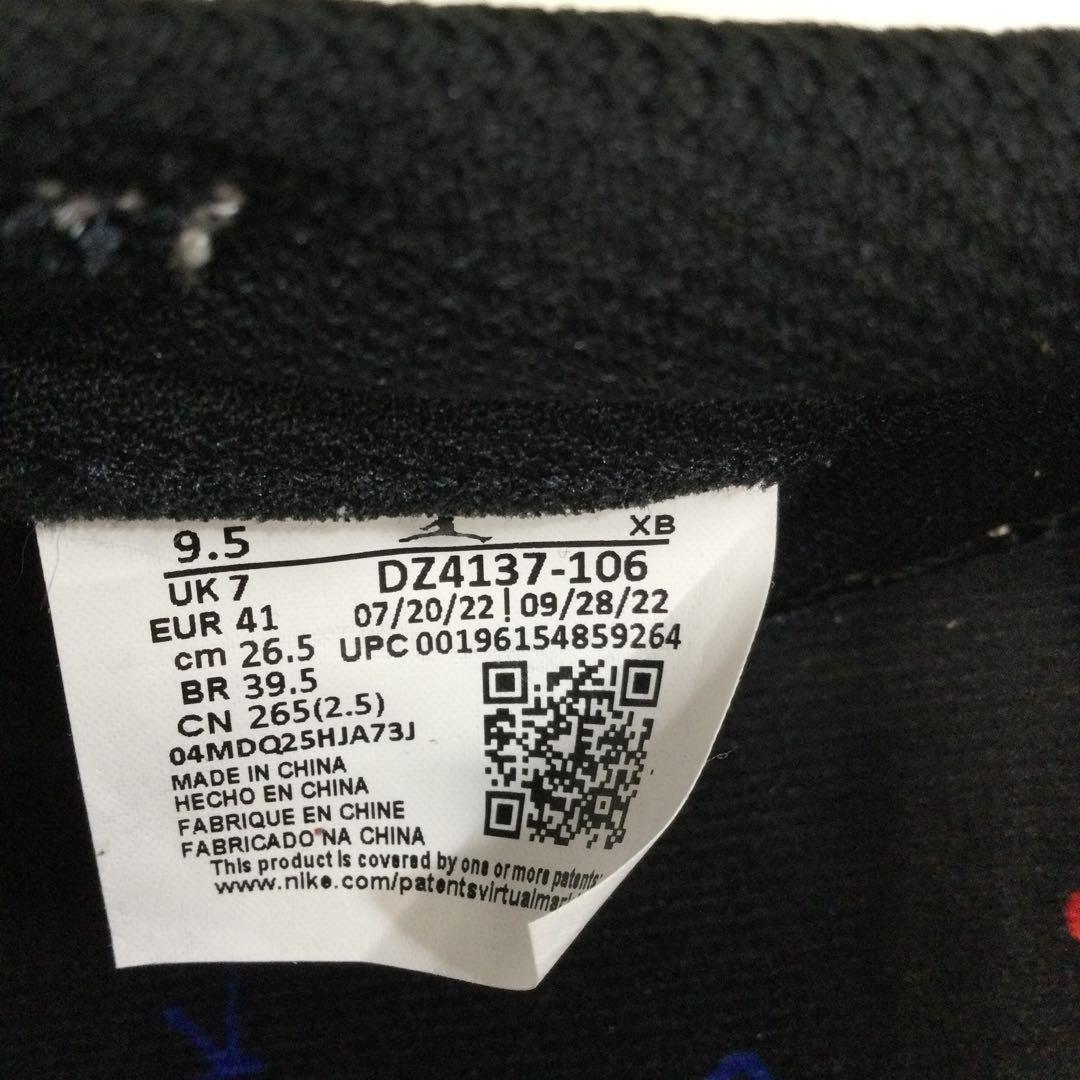 9.5
XB
UK 7
DZ4137-106
EUR 41
07/20/22 | 09/28/22
cm 26.5
UPC 00196154859264
BR 39.5
CN 265(2.5)
04MDQ25HJA73J
MADE IN CHINA
HECHO EN CHINA
FABRIQUE EN CHINE
FABRICADO NA CHINA
This product is covered by one or more patents
www.nike.com/patentsvirtualmar